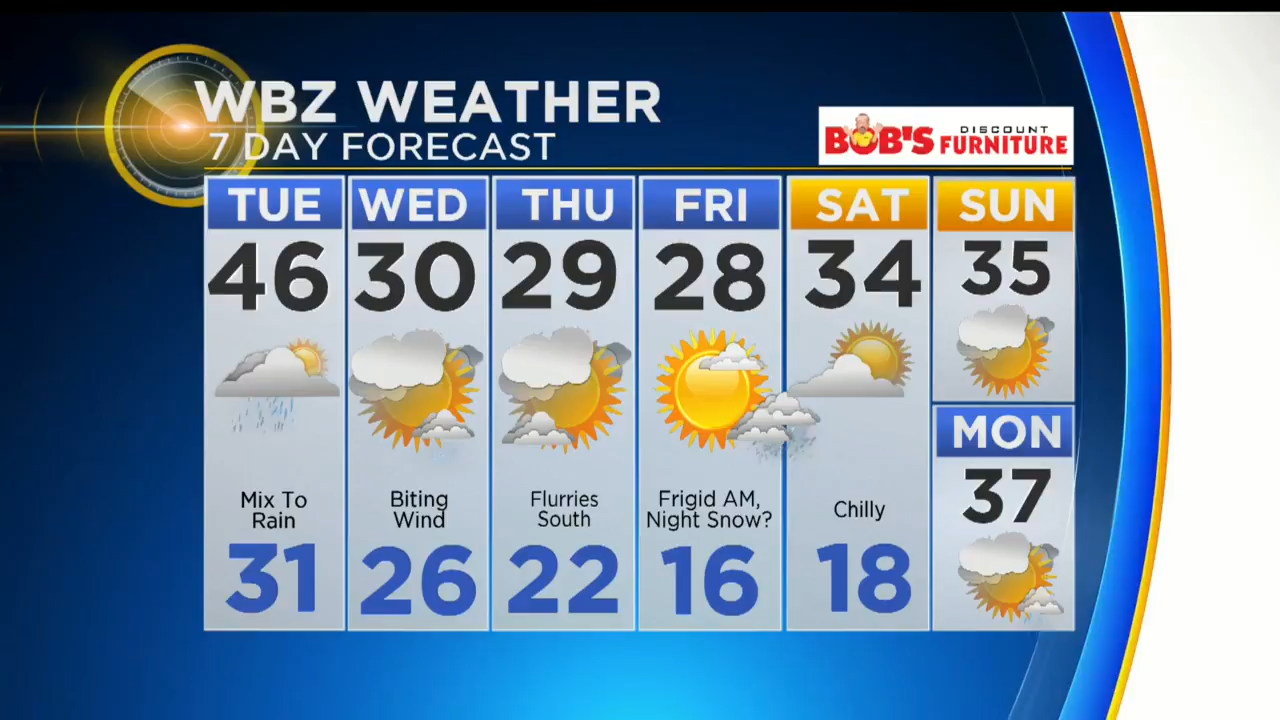 WBZ WEATHER
7 DAY FORECAST
BOB'S DISCOUNT FURNITURE
TUE
46
Mix To
Rain
31
WED
30
Biting
Wind
26
THU
29
Flurries
South
22
FRI
28
Frigid AM,
Night Snow?
16
SAT
34
Chilly
18
SUN
35
MON
37